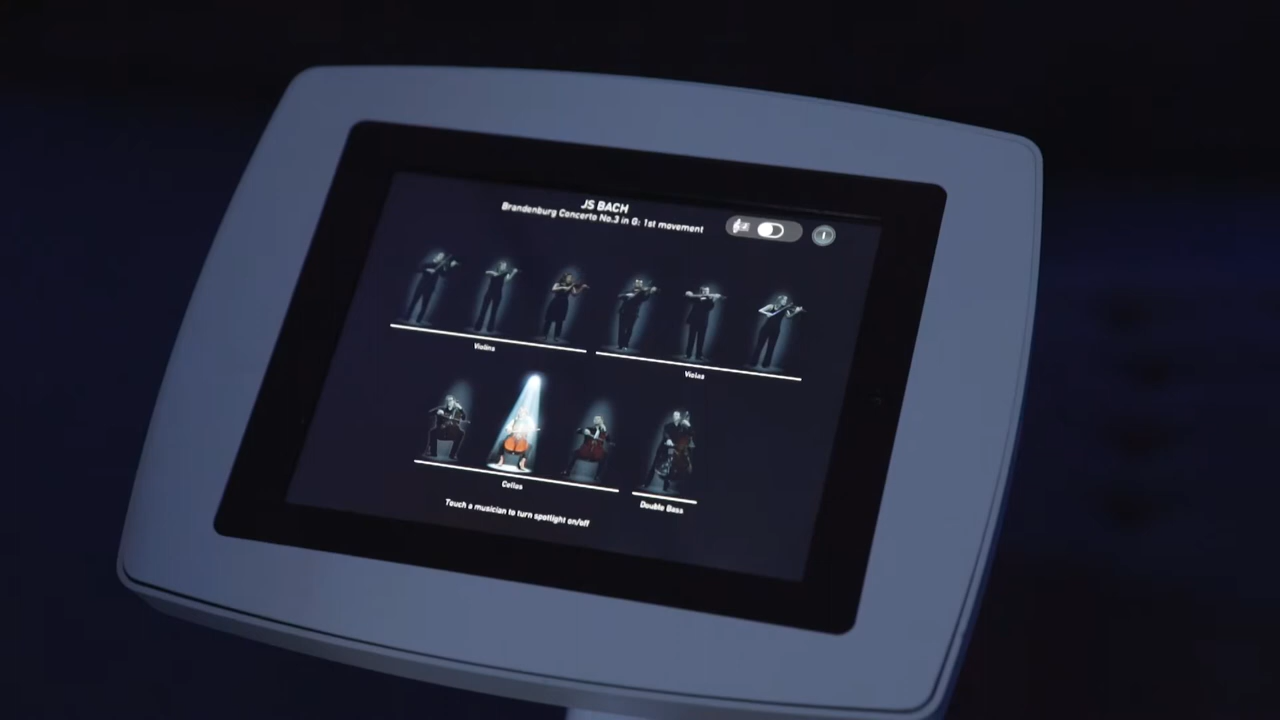 JS BACH
Brandenburg Concerto No.3 in G: 1st movement
Violins
Violas
Cellos
Double Bass
Touch a musician to turn spotlight on/off